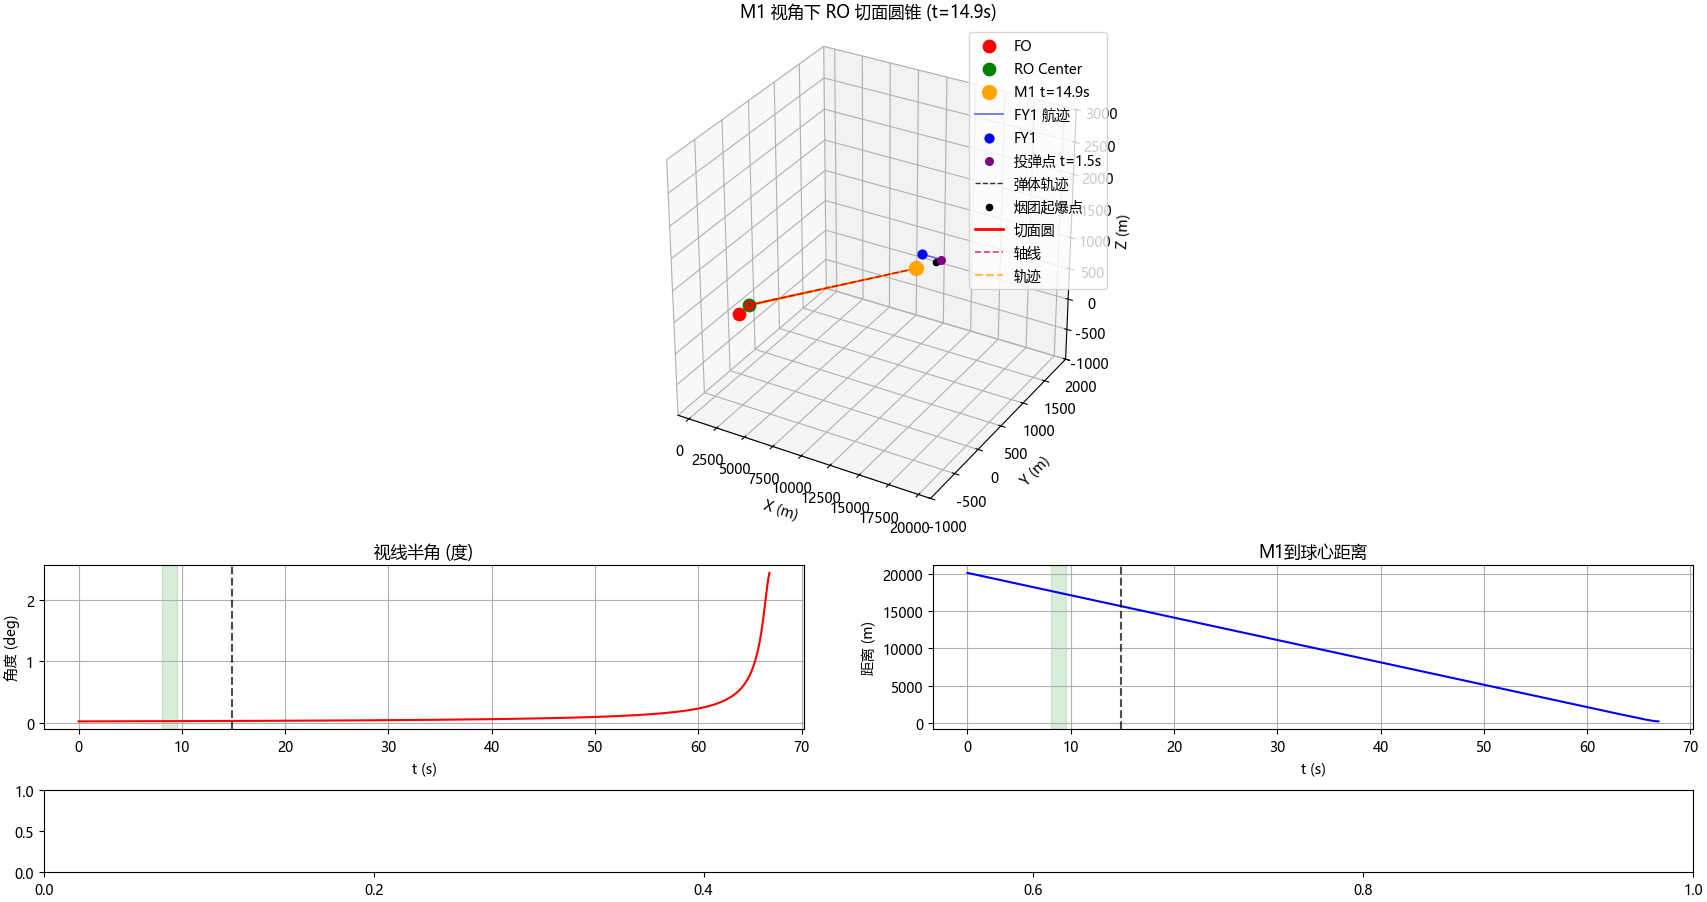 M1 视角下 RO 切面圆锥 (t=14.9s)
FO
RO Center
M1 t=14.9s
FY1 航迹
FY1
投弹点 t=1.5s
弹体轨迹
烟团起爆点
切面圆
轴线
轨迹
3000
2500
2000
1500
1000
500
0
-500
-1000
Z (m)
2000
1500
1000
500
0
-500
-1000
Y (m)
0
2500
5000
7500
10000
12500
15000
17500
20000
X (m)
视线半角 (度)
2
1
0
角度 (deg)
0 10 20 30 40 50 60 70
t (s)
M1到球心距离
20000
15000
10000
5000
0
距离 (m)
0 10 20 30 40 50 60 70
t (s)
1.0
0.5
0.0
0.0 0.2 0.4 0.6 0.8 1.0